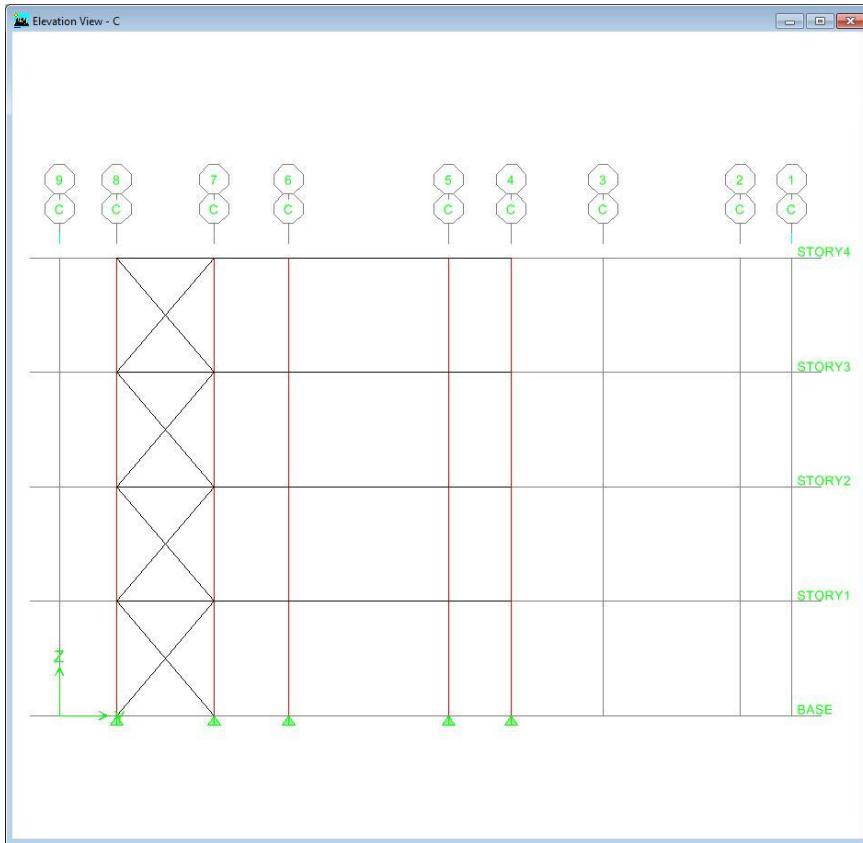 Elevation View - C
9 8 7 6 5 4 3 2 1
C C C C C C C C C
STORY4
STORY3
STORY2
STORY1
Z
BASE